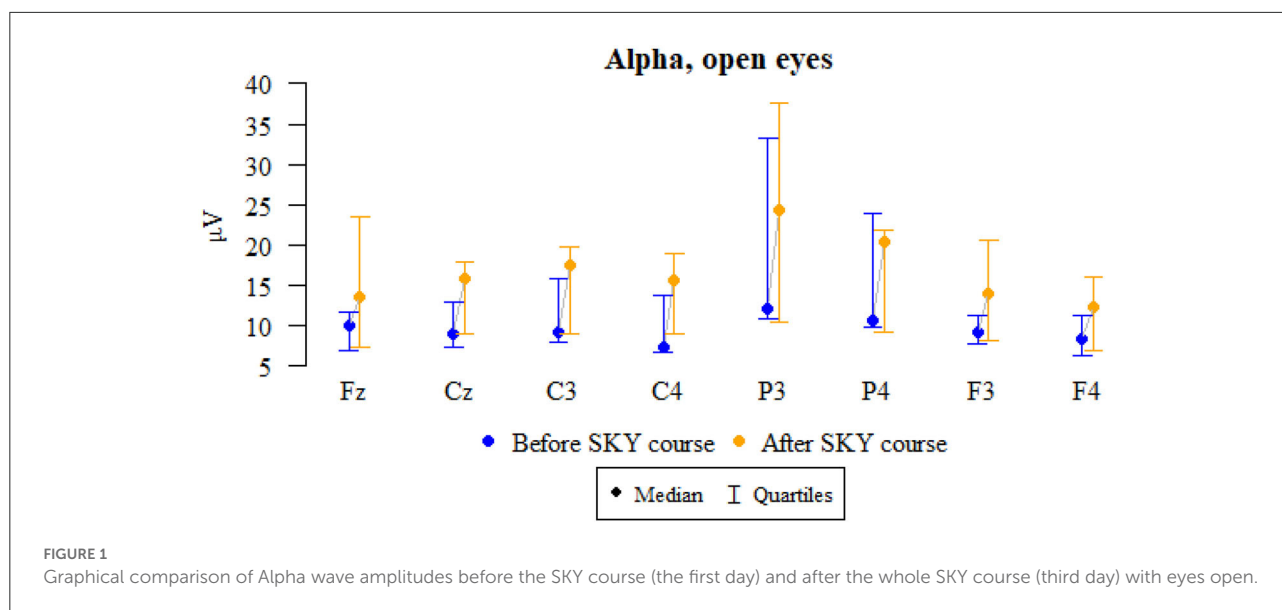 Alpha, open eyes
40
35
30
25
20
15
10
5
µV
Fz Cz C3 C4 P3 P4 F3 F4
Before SKY course After SKY course
Median Quartiles
FIGURE 1
Graphical comparison of Alpha wave amplitudes before the SKY course (the first day) and after the whole SKY course (third day) with eyes open.